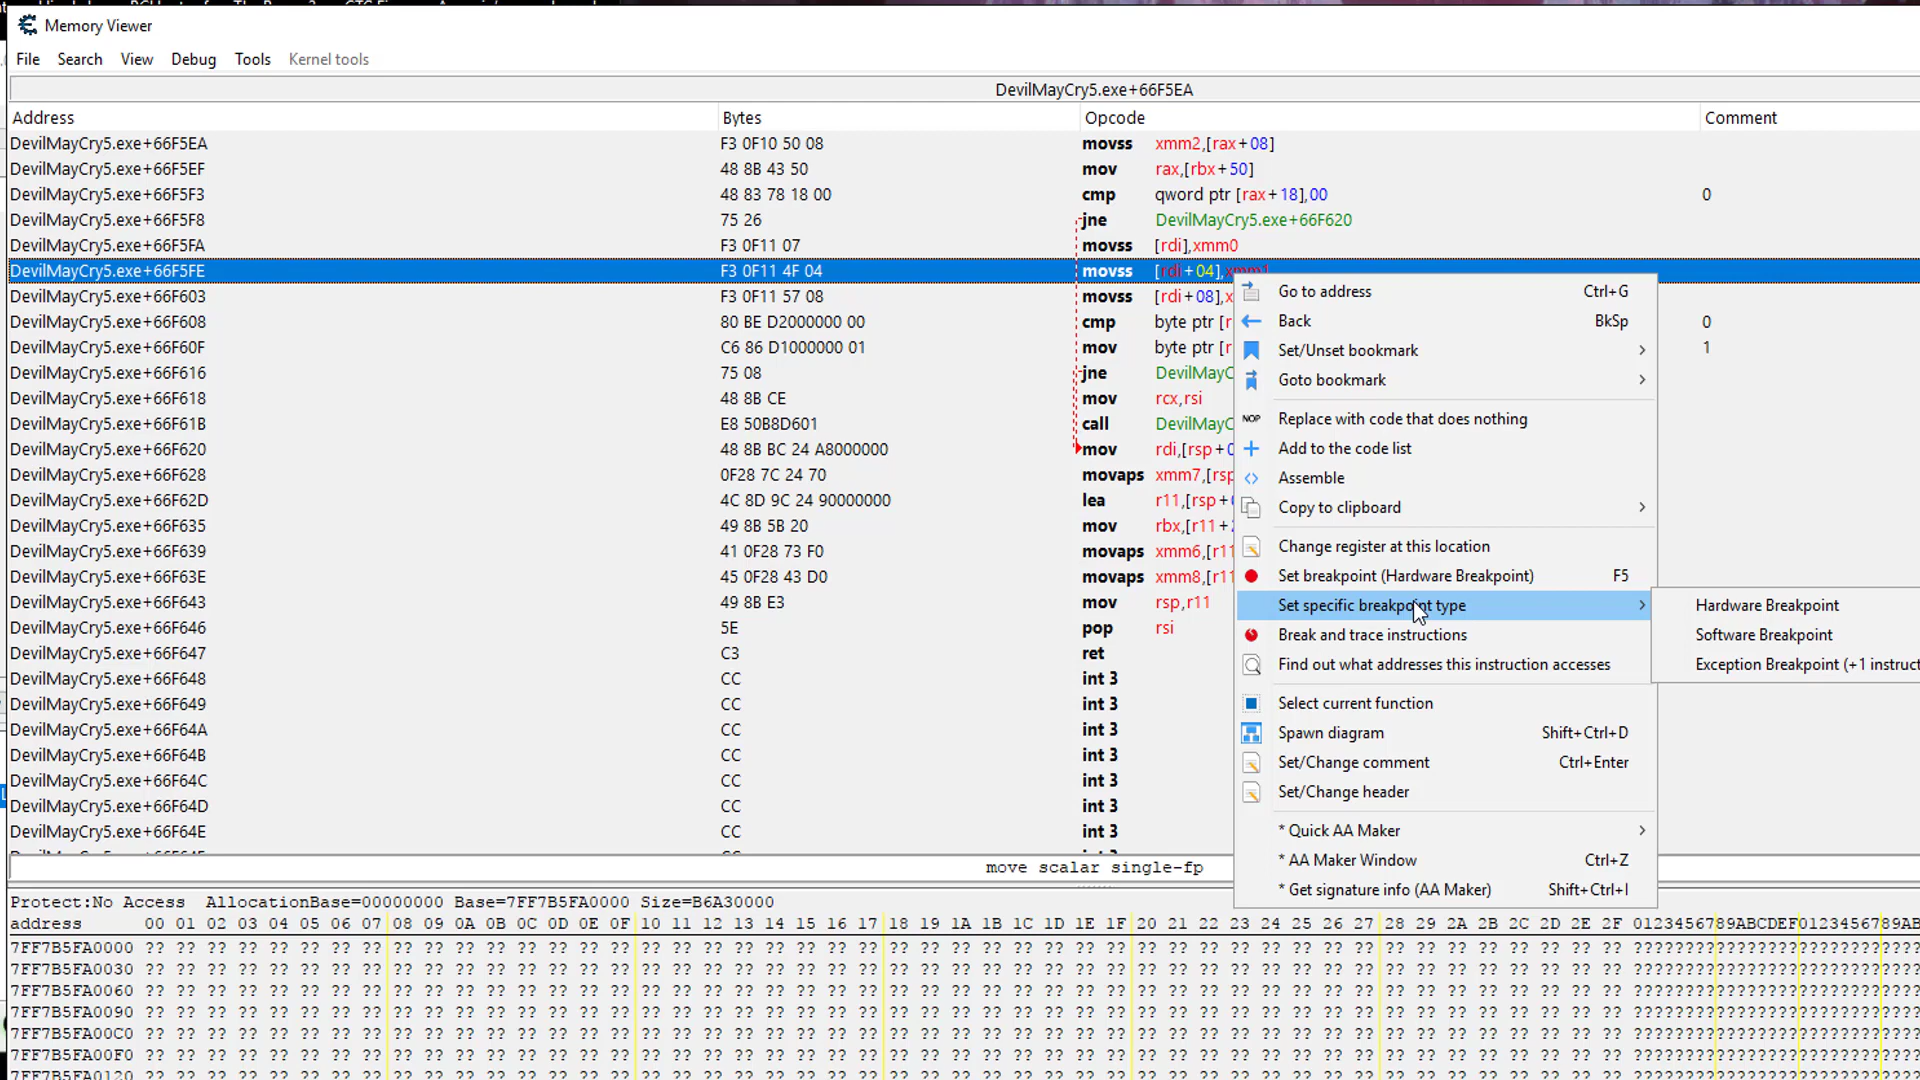 Memory Viewer
File Search View Debug Tools Kernel tools
DevilMayCry5.exe+66F5EA
Address Bytes Opcode Comment
DevilMayCry5.exe+66F5EA F3 0F10 50 08 movss xmm2,[rax+08]
DevilMayCry5.exe+66F5EF 48 8B 43 50 mov rax,[rbx+50]
DevilMayCry5.exe+66F5F3 48 83 78 18 00 cmp qword ptr [rax+18],00 0
DevilMayCry5.exe+66F5F8 75 26 jne DevilMayCry5.exe+66F620
DevilMayCry5.exe+66F5FA F3 0F11 07 movss [rdi],xmm0
DevilMayCry5.exe+66F5FE F3 0F11 4F 04 movss [rdi+04],xmm1
DevilMayCry5.exe+66F603 F3 0F11 57 08 movss [rdi+08],x
DevilMayCry5.exe+66F608 80 BE D2000000 00 cmp byte ptr [r 0
DevilMayCry5.exe+66F60F C6 86 D1000000 01 mov byte ptr [r 1
DevilMayCry5.exe+66F616 75 08 jne DevilMayC
DevilMayCry5.exe+66F618 48 8B CE mov rcx,rsi
DevilMayCry5.exe+66F61B E8 50B8D601 call DevilMayC
DevilMayCry5.exe+66F620 48 8B BC 24 A8000000 mov rdi,[rsp+0
DevilMayCry5.exe+66F628 0F28 7C 24 70 movaps xmm7,[rsp
DevilMayCry5.exe+66F62D 4C 8D 9C 24 90000000 lea r11,[rsp+
DevilMayCry5.exe+66F635 49 8B 5B 20 mov rbx,[r11+
DevilMayCry5.exe+66F639 41 0F28 73 F0 movaps xmm6,[r11
DevilMayCry5.exe+66F63E 45 0F28 43 D0 movaps xmm8,[r11
DevilMayCry5.exe+66F643 49 8B E3 mov rsp,r11
DevilMayCry5.exe+66F646 5E pop rsi
DevilMayCry5.exe+66F647 C3 ret
DevilMayCry5.exe+66F648 CC int 3
DevilMayCry5.exe+66F649 CC int 3
DevilMayCry5.exe+66F64A CC int 3
DevilMayCry5.exe+66F64B CC int 3
DevilMayCry5.exe+66F64C CC int 3
DevilMayCry5.exe+66F64D CC int 3
DevilMayCry5.exe+66F64E CC int 3
move scalar single-fp
Go to address Ctrl+G
Back BkSp
Set/Unset bookmark
Goto bookmark
NOP Replace with code that does nothing
Add to the code list
Assemble
Copy to clipboard
Change register at this location
Set breakpoint (Hardware Breakpoint) F5
Set specific breakpoint type
Break and trace instructions
Find out what addresses this instruction accesses
Select current function
Spawn diagram Shift+Ctrl+D
Set/Change comment Ctrl+Enter
Set/Change header
* Quick AA Maker
* AA Maker Window Ctrl+Z
* Get signature info (AA Maker) Shift+Ctrl+I
Hardware Breakpoint
Software Breakpoint
Exception Breakpoint (+1 instruct
Protect:No Access AllocationBase=00000000 Base=7FF7B5FA0000 Size=B6A30000
address 00 01 02 03 04 05 06 07 08 09 0A 0B 0C 0D 0E 0F 10 11 12 13 14 15 16 17 18 19 1A 1B 1C 1D 1E 1F 20 21 22 23 24 25 26 27 28 29 2A 2B 2C 2D 2E 2F 0123456789ABCDEF0123456789AB
7FF7B5FA0000 ?? ?? ?? ?? ?? ?? ?? ?? ?? ?? ?? ?? ?? ?? ?? ?? ?? ?? ?? ?? ?? ?? ?? ?? ?? ?? ?? ?? ?? ?? ?? ?? ?? ?? ?? ?? ?? ?? ?? ?? ?? ?? ?? ?? ?? ?? ?? ?? ????????????????????????????
7FF7B5FA0030 ?? ?? ?? ?? ?? ?? ?? ?? ?? ?? ?? ?? ?? ?? ?? ?? ?? ?? ?? ?? ?? ?? ?? ?? ?? ?? ?? ?? ?? ?? ?? ?? ?? ?? ?? ?? ?? ?? ?? ?? ?? ?? ?? ?? ?? ?? ?? ?? ????????????????????????????
7FF7B5FA0060 ?? ?? ?? ?? ?? ?? ?? ?? ?? ?? ?? ?? ?? ?? ?? ?? ?? ?? ?? ?? ?? ?? ?? ?? ?? ?? ?? ?? ?? ?? ?? ?? ?? ?? ?? ?? ?? ?? ?? ?? ?? ?? ?? ?? ?? ?? ?? ?? ????????????????????????????
7FF7B5FA0090 ?? ?? ?? ?? ?? ?? ?? ?? ?? ?? ?? ?? ?? ?? ?? ?? ?? ?? ?? ?? ?? ?? ?? ?? ?? ?? ?? ?? ?? ?? ?? ?? ?? ?? ?? ?? ?? ?? ?? ?? ?? ?? ?? ?? ?? ?? ?? ?? ????????????????????????????
7FF7B5FA00C0 ?? ?? ?? ?? ?? ?? ?? ?? ?? ?? ?? ?? ?? ?? ?? ?? ?? ?? ?? ?? ?? ?? ?? ?? ?? ?? ?? ?? ?? ?? ?? ?? ?? ?? ?? ?? ?? ?? ?? ?? ?? ?? ?? ?? ?? ?? ?? ?? ????????????????????????????
7FF7B5FA00F0 ?? ?? ?? ?? ?? ?? ?? ?? ?? ?? ?? ?? ?? ?? ?? ?? ?? ?? ?? ?? ?? ?? ?? ?? ?? ?? ?? ?? ?? ?? ?? ?? ?? ?? ?? ?? ?? ?? ?? ?? ?? ?? ?? ?? ?? ?? ?? ?? ????????????????????????????
7FF7B5FA0120 ?? ?? ?? ?? ?? ?? ?? ?? ?? ?? ?? ?? ?? ?? ?? ?? ?? ?? ?? ?? ?? ?? ?? ?? ?? ?? ?? ?? ?? ?? ?? ?? ?? ?? ?? ?? ?? ?? ?? ?? ?? ?? ?? ?? ?? ?? ?? ?? ????????????????????????????